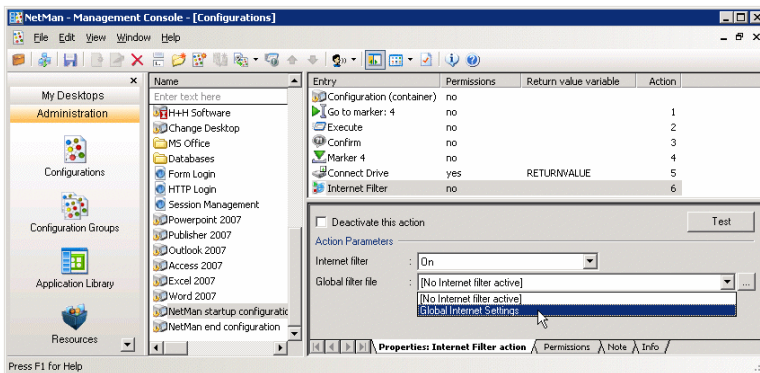 NetMan - Management Console - [Configurations]
File Edit View Window Help
My Desktops
Administration
Configurations
Configuration Groups
Application Library
Resources
Name
Enter text here
H+H Software
Change Desktop
MS Office
Databases
Form Login
HTTP Login
Session Management
Powerpoint 2007
Publisher 2007
Outlook 2007
Access 2007
Excel 2007
Word 2007
NetMan startup configuratic
NetMan end configuration
Entry Permissions Return value variable Action
Configuration (container) no
Go to marker: 4 no 1
Execute no 2
Confirm no 3
Marker 4 no 4
Connect Drive yes RETURNVALUE 5
Internet Filter no 6
Deactivate this action Test
Action Parameters
Internet filter : On
Global filter file : [No Internet filter active] ...
[No Internet filter active]
Global Internet Settings
Properties: Internet Filter action Permissions Note Info
Press F1 for Help